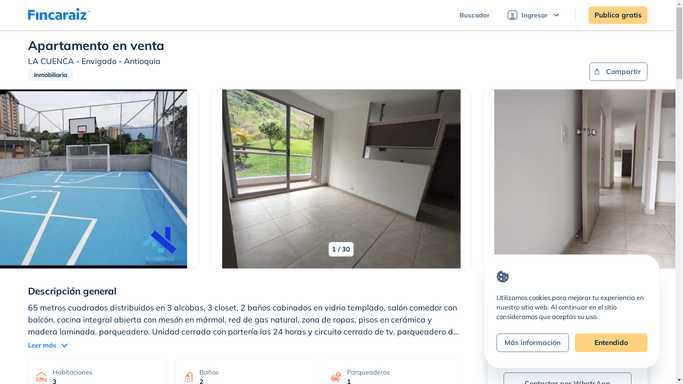 Fincaraiz
Buscador
Ingresar
Publica gratis
Apartamento en venta
LA CUENCA - Envigado - Antioquia
Inmobiliaria
Compartir
1 / 30
Descripción general
65 metros cuadrados distribuidos en 3 alcobas, 3 closet, 2 baños cabinados en vidrio templado, salón comedor con
balcón, cocina integral abierta con mesón en mármol, red de gas natural, zona de ropas, pisos en cerámica y
madera laminada, parqueadero. Unidad cerrada con portería las 24 horas y circuito cerrado de tv, parqueadero d...
Leer más
Habitaciones
3
Baños
2
Parqueaderos
1
Utilizamos cookies para mejorar tu experiencia en
nuestro sitio web. Al continuar en el sitio
consideramos que aceptas su uso.
Más información
Entendido
Contactar por WhatsApp